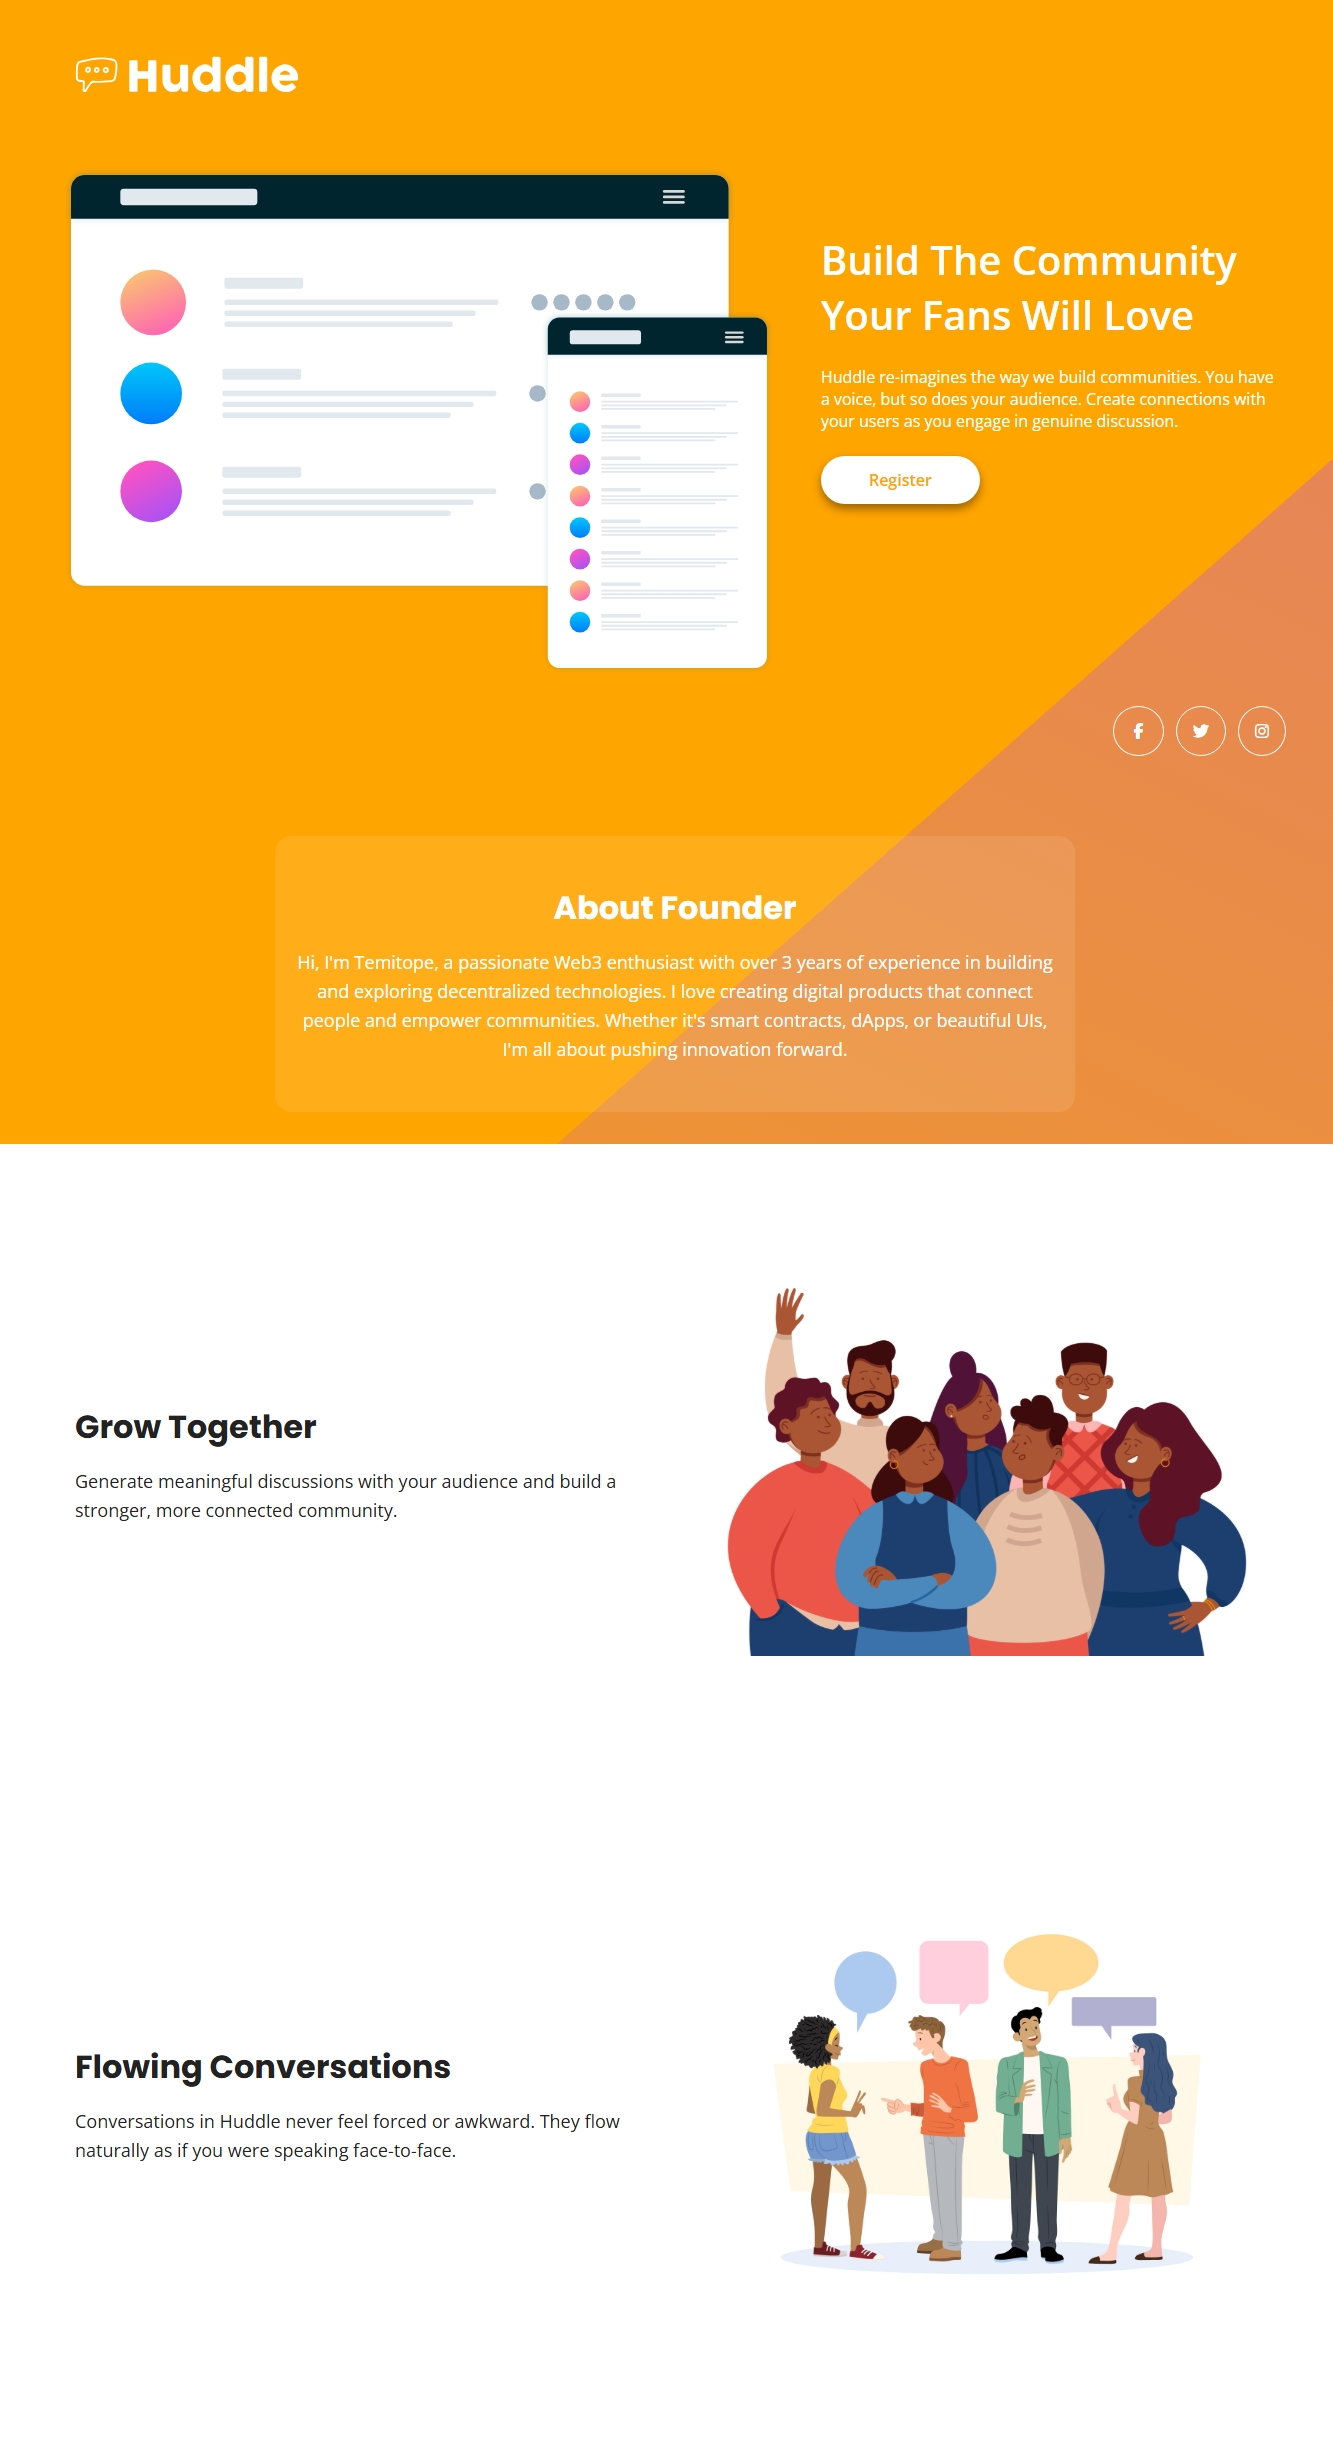 Huddle
Build The Community
Your Fans Will Love
Huddle re-imagines the way we build communities. You have
a voice, but so does your audience. Create connections with
your users as you engage in genuine discussion.
Register
About Founder
Hi, I'm Temitope, a passionate Web3 enthusiast with over 3 years of experience in building
and exploring decentralized technologies. I love creating digital products that connect
people and empower communities. Whether it's smart contracts, dApps, or beautiful UIs,
I'm all about pushing innovation forward.
Grow Together
Generate meaningful discussions with your audience and build a
stronger, more connected community.
Flowing Conversations
Conversations in Huddle never feel forced or awkward. They flow
naturally as if you were speaking face-to-face.